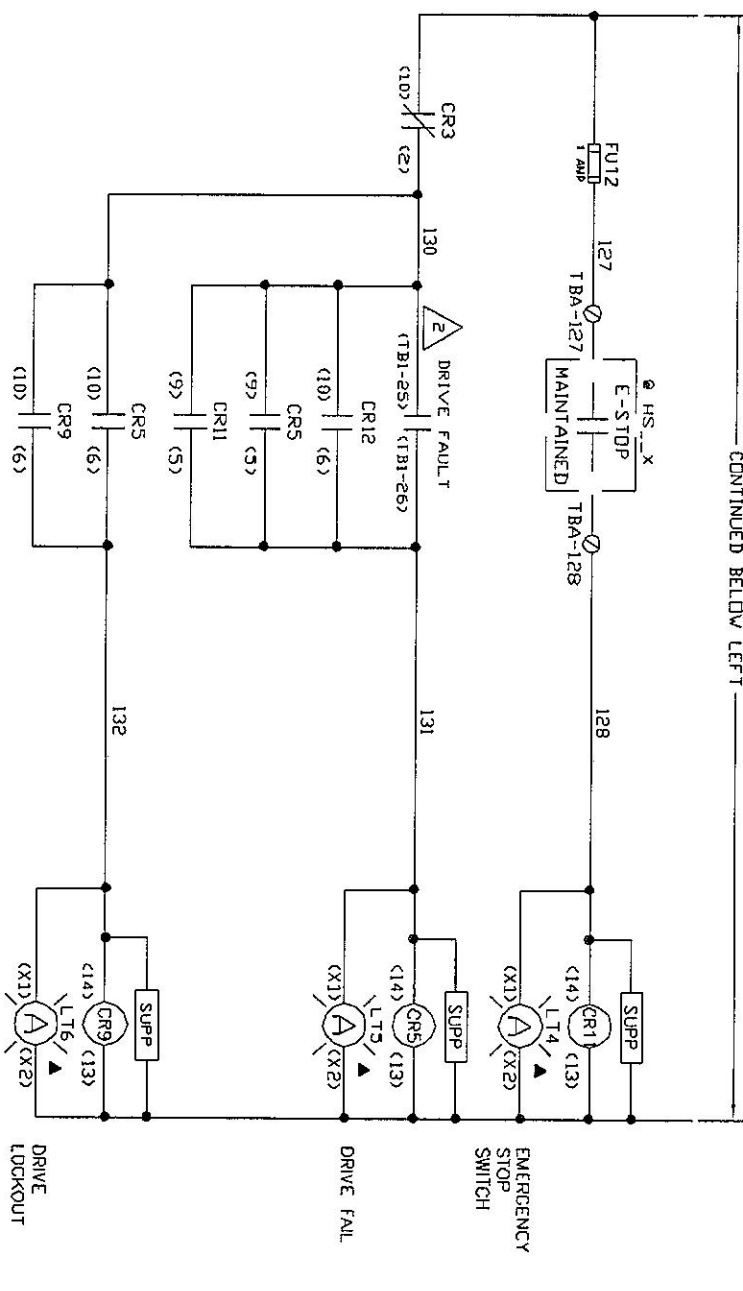 CONTINUED BELOW LEFT
FU12
1 AMP
127
TBA-127
@ HS__X
E-STOP
MAINTAINED
TBA-128
128
SUPP
(14) CR11 (13)
LT4
(X1) A (X2)
EMERGENCY
STOP
SWITCH
CR3
(10) (2)
130
2
DRIVE FAULT
(TB1-25) (TB1-26)
CR12
(10) (6)
CR5
(9) (5)
CR11
(9) (5)
131
SUPP
(14) CR5 (13)
LT5
(X1) A (X2)
DRIVE FAIL
CR5
(10) (6)
CR9
(10) (6)
132
SUPP
(14) CR9 (13)
LT6
(X1) A (X2)
DRIVE
LOCKOUT